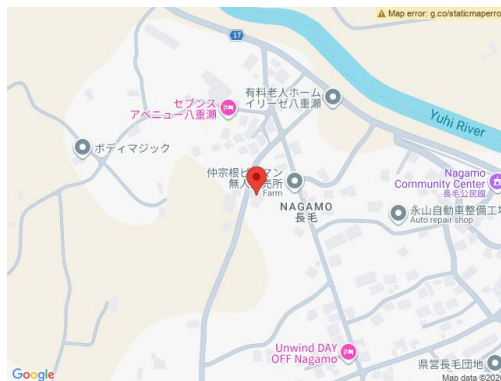 Map error: g.co/staticmaperro
17
有料老人ホーム
イリーゼ八重瀬
セブンス
アベニュー八重瀬
Yuhi River
ボディマジック
仲宗根ピーマン
無人販売所
Farm
Nagamo
Community Center
長毛公民館
NAGAMO
長毛
永山自動車整備工場
Auto repair shop
Unwind DAY
OFF Nagamo
県営長毛団地
Google
Map data ©202